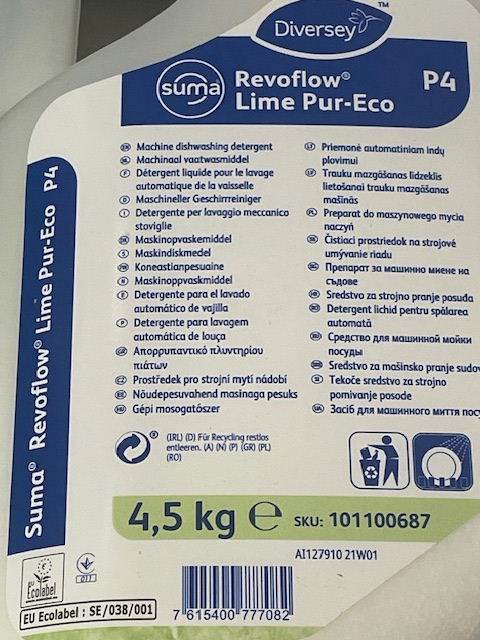 Diversey™
suma
Revoflow®
Lime Pur-Eco
P4
Suma® Revoflow® Lime Pur-Eco P4
Machine dishwashing detergent
Machinaal vaatwasmiddel
Détergent liquide pour le lavage
automatique de la vaisselle
Maschineller Geschirrreiniger
Detergente per lavaggio meccanico
stoviglie
Maskinopvaskemiddel
Maskindiskmedel
Koneastianpesuaine
Maskinoppvaskmiddel
Detergente para el lavado
automático de vajilla
Detergente para lavagem
automática de louça
Απορρυπαντικό πλυντηρίου
πιάτων
Prostředek pro strojní mytí nádobí
Nõudepesuvahend masinaga pesuks
Gépi mosogatószer
Priemonė automatiniam indų
plovimui
Trauku mazgāšanas līdzeklis
lietošanai trauku mazgāšanas
mašīnās
Preparat do maszynowego mycia
naczyń
Čistiaci prostriedok na strojové
umývanie riadu
Препарат за машинно миене на
съдове
Sredstvo za strojno pranje posuđa
Detergent lichid pentru spălarea
automată
Средство для машинной мойки
посуды
Sredstvo za mašinsko pranje sudov
Tekoče sredstvo za strojno
pomivanje posode
Засіб для машинного миття пос
(IRL) (D) Für Recycling restlos
entleeren. (A) (N) (P) (GR) (PL)
(RO)
4,5 kg ℮ SKU: 101100687
AI127910 21W01
EU
Ecolabel
011
EU Ecolabel : SE/038/001
7 615400 777082